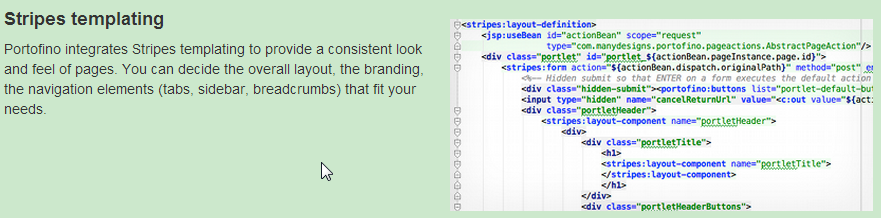 Stripes templating
Portofino integrates Stripes templating to provide a consistent look
and feel of pages. You can decide the overall layout, the branding,
the navigation elements (tabs, sidebar, breadcrumbs) that fit your
needs.
<stripes:layout-definition>
<jsp:useBean id="actionBean" scope="request"
type="com.manydesigns.portofino.pageactions.AbstractPageAction"/>
<div class="portlet" id="portlet_${actionBean.pageInstance.page.id}">
<stripes:form action="${actionBean.dispatch.originalPath}" method="post" en
<%-- Hidden submit so that ENTER on a form executes the default action
<div class="hidden-submit"><portofino:buttons list="portlet-default-but
<input type="hidden" name="cancelReturnUrl" value="<c:out value="${acti
<div class="portletHeader">
<stripes:layout-component name="portletHeader">
<div>
<div class="portletTitle">
<h1>
<stripes:layout-component name="portletTitle">
</stripes:layout-component>
</h1>
</div>
<div class="portletHeaderButtons">